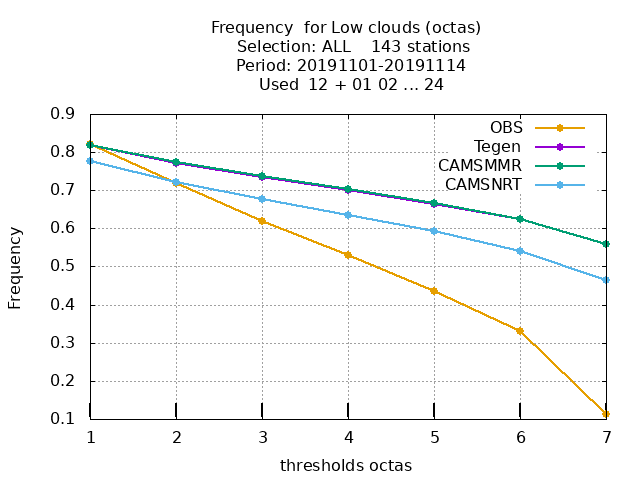 Frequency  for Low clouds (octas)
Selection: ALL    143 stations
Period: 20191101-20191114
Used  12 + 01 02 ... 24
OBS
Tegen
CAMSMMR
CAMSNRT
0.9
0.8
0.7
0.6
0.5
0.4
0.3
0.2
0.1
Frequency
1 2 3 4 5 6 7
thresholds octas